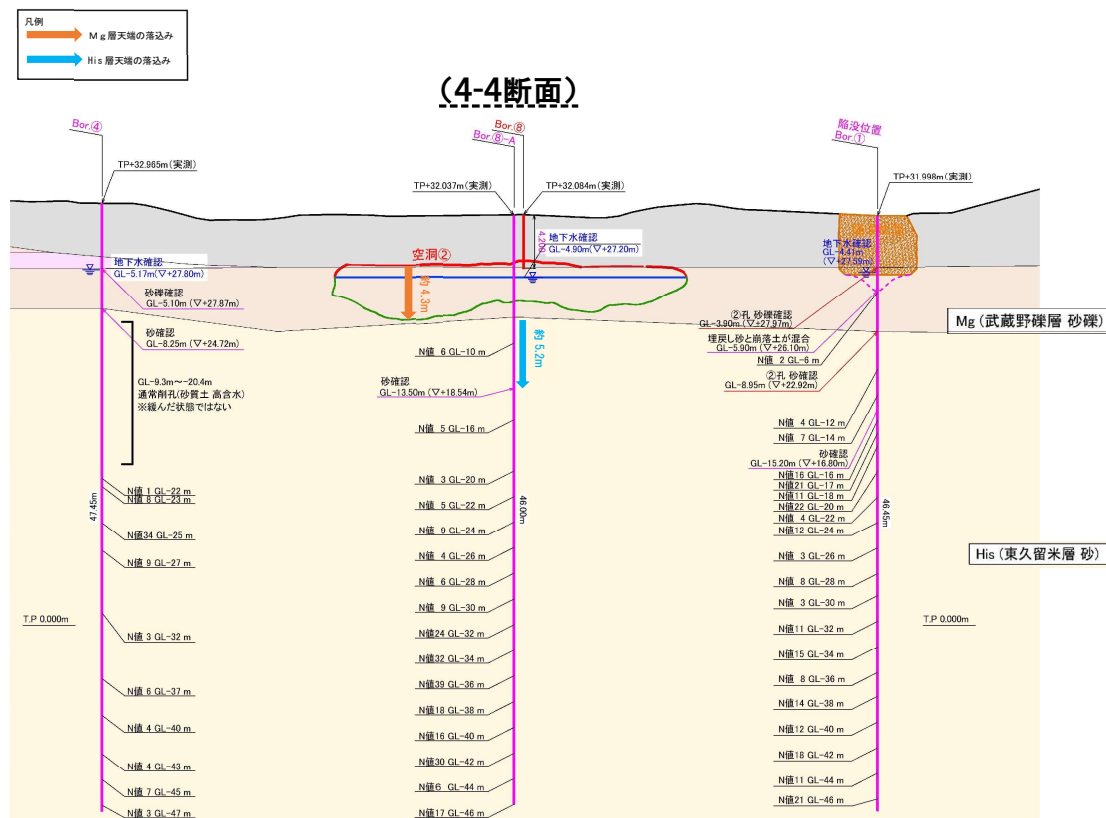 凡例
Mg層天端の落込み
His層天端の落込み
(4-4断面)
Bor.④
TP+32.965m(実測)
地下水確認
GL-5.17m(▽+27.80m)
砂礫確認
GL-5.10m(▽+27.87m)
砂確認
GL-8.25m(▽+24.72m)
GL-9.3m~-20.4m
通常削孔(砂質土 高含水)
※緩んだ状態ではない
47.45m
N値 1 GL-22 m
N値 8 GL-23 m
N値34 GL-25 m
N値 9 GL-27 m
T.P 0.000m
N値 3 GL-32 m
N値 6 GL-37 m
N値 4 GL-40 m
N値 4 GL-43 m
N値 7 GL-45 m
N値 3 GL-47 m
Bor.⑧
Bor.⑧-A
TP+32.037m(実測)
TP+32.084m(実測)
4.200
地下水確認
GL-4.90m(▽+27.20m)
空洞②
約 4.3m
約 5.2m
N値 6 GL-10 m
砂確認
GL-13.50m(▽+18.54m)
N値 5 GL-16 m
N値 3 GL-20 m
N値 5 GL-22 m
46.00m
N値 0 GL-24 m
N値 4 GL-26 m
N値 6 GL-28 m
N値 9 GL-30 m
N値24 GL-32 m
N値32 GL-34 m
N値39 GL-36 m
N値18 GL-38 m
N値16 GL-40 m
N値30 GL-42 m
N値6 GL-44 m
N値17 GL-46 m
陥没位置
Bor.①
TP+31.998m(実測)
地下水確認
GL-4.41m
(▽+27.59m)
②孔 砂礫確認
GL-3.90m(▽+27.97m)
埋戻し砂と崩落土が混合
GL-5.90m(▽+26.10m)
N値 2 GL-6 m
②孔 砂確認
GL-8.95m(▽+22.92m)
N値 4 GL-12 m
N値 7 GL-14 m
砂確認
GL-15.20m(▽+16.80m)
N値16 GL-16 m
N値21 GL-17 m
N値11 GL-18 m
N値22 GL-20 m
N値 4 GL-22 m
N値12 GL-24 m
46.45m
N値 3 GL-26 m
N値 8 GL-28 m
N値 3 GL-30 m
N値11 GL-32 m
N値15 GL-34 m
N値 8 GL-36 m
N値14 GL-38 m
N値12 GL-40 m
N値18 GL-42 m
N値11 GL-44 m
N値21 GL-46 m
Mg(武蔵野礫層 砂礫)
His(東久留米層 砂)
T.P 0.000m